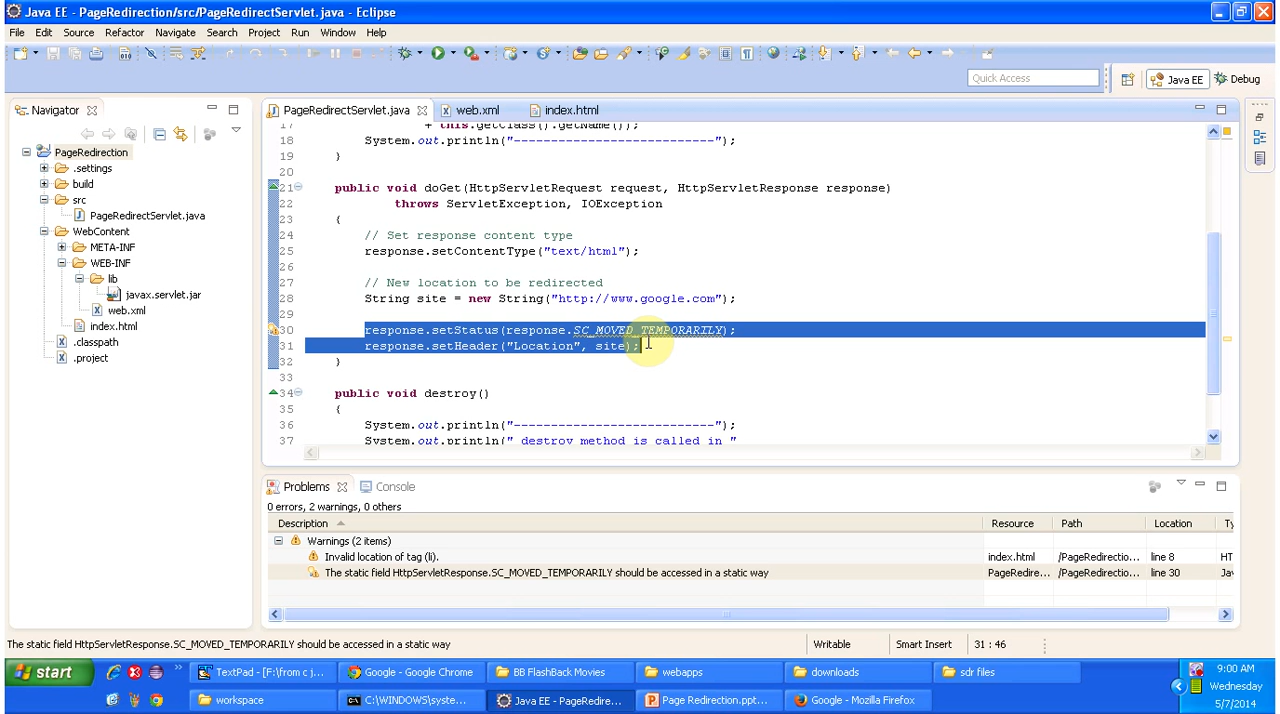 Java EE - PageRedirection/src/PageRedirectServlet.java - Eclipse
File Edit Source Refactor Navigate Search Project Run Window Help
Quick Access
Java EE
Debug
Navigator
PageRedirection
.settings
build
src
PageRedirectServlet.java
WebContent
META-INF
WEB-INF
lib
javax.servlet.jar
web.xml
index.html
.classpath
.project
PageRedirectServlet.java web.xml index.html
17 + this.getClass().getName());
18 System.out.println("--------------------------");
19 }
20
21 public void doGet(HttpServletRequest request, HttpServletResponse response)
22 throws ServletException, IOException
23 {
24 // Set response content type
25 response.setContentType("text/html");
26
27 // New location to be redirected
28 String site = new String("http://www.google.com");
29
30 response.setStatus(response.SC_MOVED_TEMPORARILY);
31 response.setHeader("Location", site);
32 }
33
34 public void destroy()
35 {
36 System.out.println("--------------------------");
37 System.out.println(" destroy method is called in "
Problems Console
0 errors, 2 warnings, 0 others
Description Resource Path Location Ty
Warnings (2 items)
Invalid location of tag (li). index.html /PageRedirectio... line 8 HT
The static field HttpServletResponse.SC_MOVED_TEMPORARILY should be accessed in a static way PageRedire... /PageRedirectio... line 30 Jav
The static field HttpServletResponse.SC_MOVED_TEMPORARILY should be accessed in a static way Writable Smart Insert 31 : 46
start
TextPad - [F:\from c j... Google - Google Chrome BB FlashBack Movies webapps downloads sdr files
workspace C:\WINDOWS\system... Java EE - PageRedire... Page Redirection.ppt... Google - Mozilla Firefox
9:00 AM
Wednesday
5/7/2014